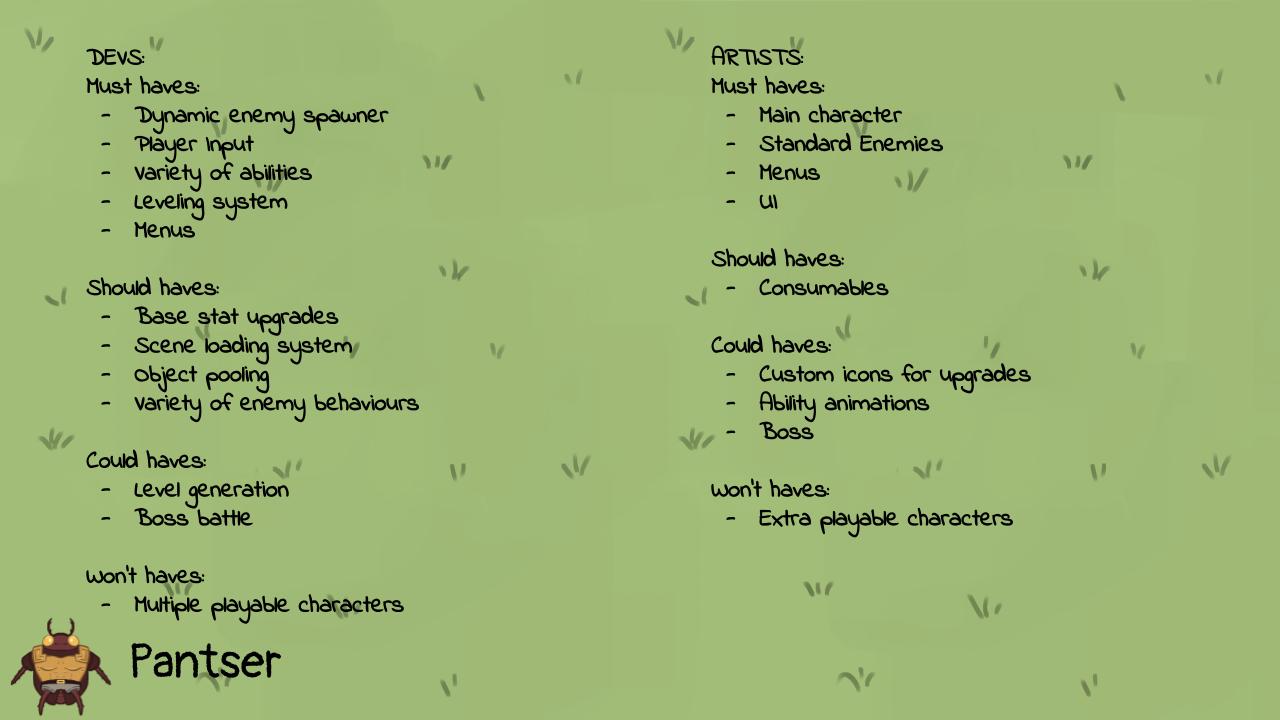 DEVS:
Must haves:
- Dynamic enemy spawner
- Player Input
- Variety of abilities
- Leveling system
- Menus
Should haves:
- Base stat upgrades
- Scene loading system
- Object pooling
- Variety of enemy behaviours
Could haves:
- Level generation
- Boss battle
Won't haves:
- Multiple playable characters
ARTISTS:
Must haves:
- Main character
- Standard Enemies
- Menus
- UI
Should haves:
- Consumables
Could haves:
- Custom icons for upgrades
- Ability animations
- Boss
Won't haves:
- Extra playable characters
Pantser